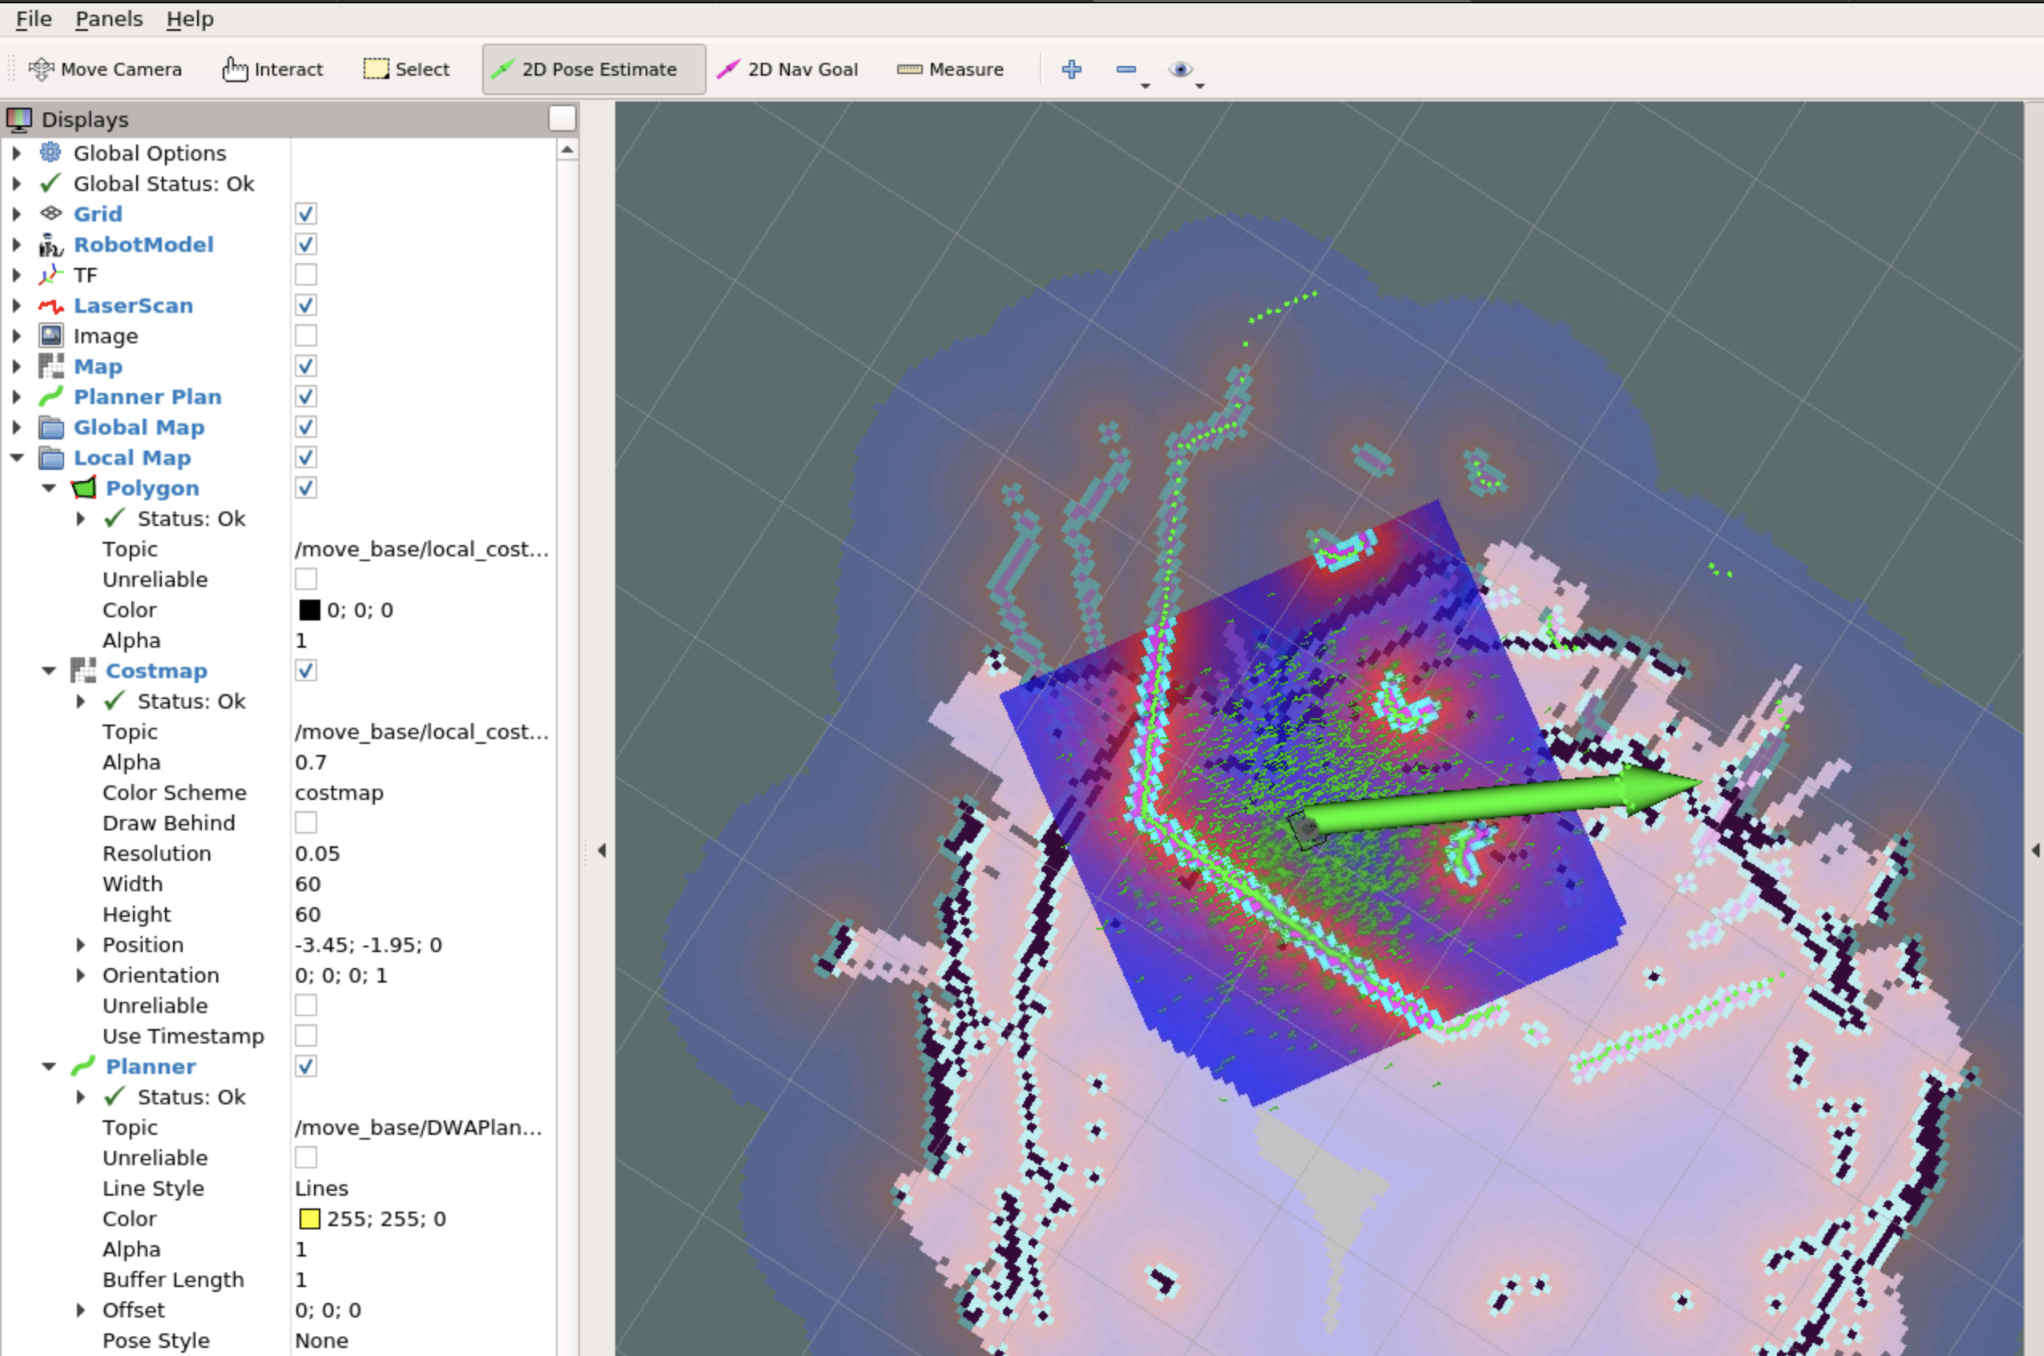 File Panels Help
Move Camera Interact Select 2D Pose Estimate 2D Nav Goal Measure
Displays
Global Options
Global Status: Ok
Grid
RobotModel
TF
LaserScan
Image
Map
Planner Plan
Global Map
Local Map
Polygon
Status: Ok
Topic /move_base/local_cost...
Unreliable
Color 0; 0; 0
Alpha 1
Costmap
Status: Ok
Topic /move_base/local_cost...
Alpha 0.7
Color Scheme costmap
Draw Behind
Resolution 0.05
Width 60
Height 60
Position -3.45; -1.95; 0
Orientation 0; 0; 0; 1
Unreliable
Use Timestamp
Planner
Status: Ok
Topic /move_base/DWAPlan...
Unreliable
Line Style Lines
Color 255; 255; 0
Alpha 1
Buffer Length 1
Offset 0; 0; 0
Pose Style None